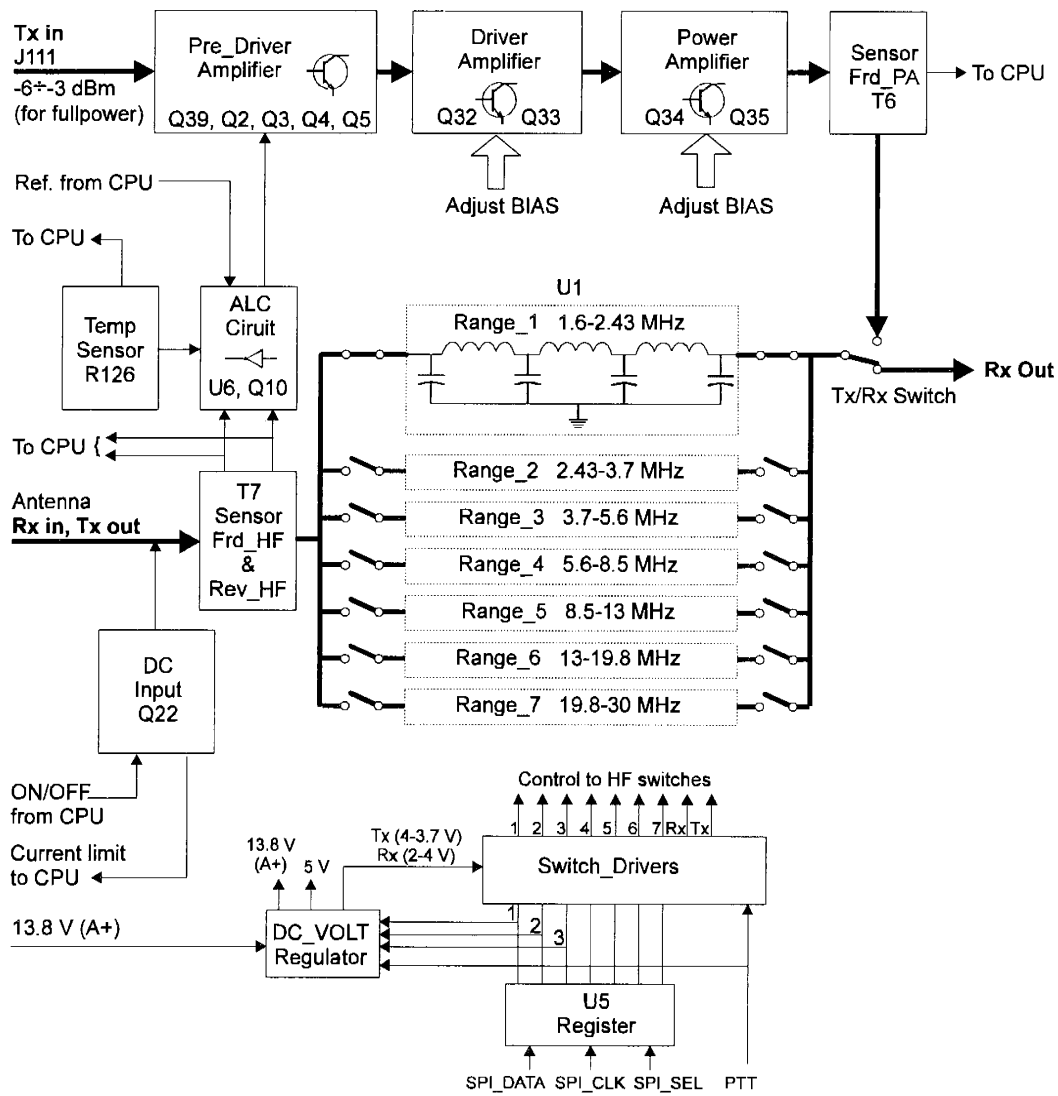 Tx in
J111
-6÷-3 dBm
(for fullpower)
Pre_Driver
Amplifier
Q39, Q2, Q3, Q4, Q5
Driver
Amplifier
Q32 Q33
Power
Amplifier
Q34 Q35
Sensor
Frd_PA
T6
To CPU
Adjust BIAS
Adjust BIAS
Ref. from CPU
To CPU
Temp
Sensor
R126
ALC
Ciruit
U6, Q10
U1
Range_1 1.6-2.43 MHz
Rx Out
Tx/Rx Switch
To CPU {
Antenna
Rx in, Tx out
T7
Sensor
Frd_HF
&
Rev_HF
Range_2 2.43-3.7 MHz
Range_3 3.7-5.6 MHz
Range_4 5.6-8.5 MHz
Range_5 8.5-13 MHz
Range_6 13-19.8 MHz
Range_7 19.8-30 MHz
DC
Input
Q22
ON/OFF
from CPU
Current limit
to CPU
Control to HF switches
1 2 3 4 5 6 7 Rx Tx
Tx (4-3.7 V)
Rx (2-4 V)
Switch_Drivers
13.8 V
(A+)
5 V
13.8 V (A+)
DC_VOLT
Regulator
1
2
3
U5
Register
SPI_DATA SPI_CLK SPI_SEL PTT